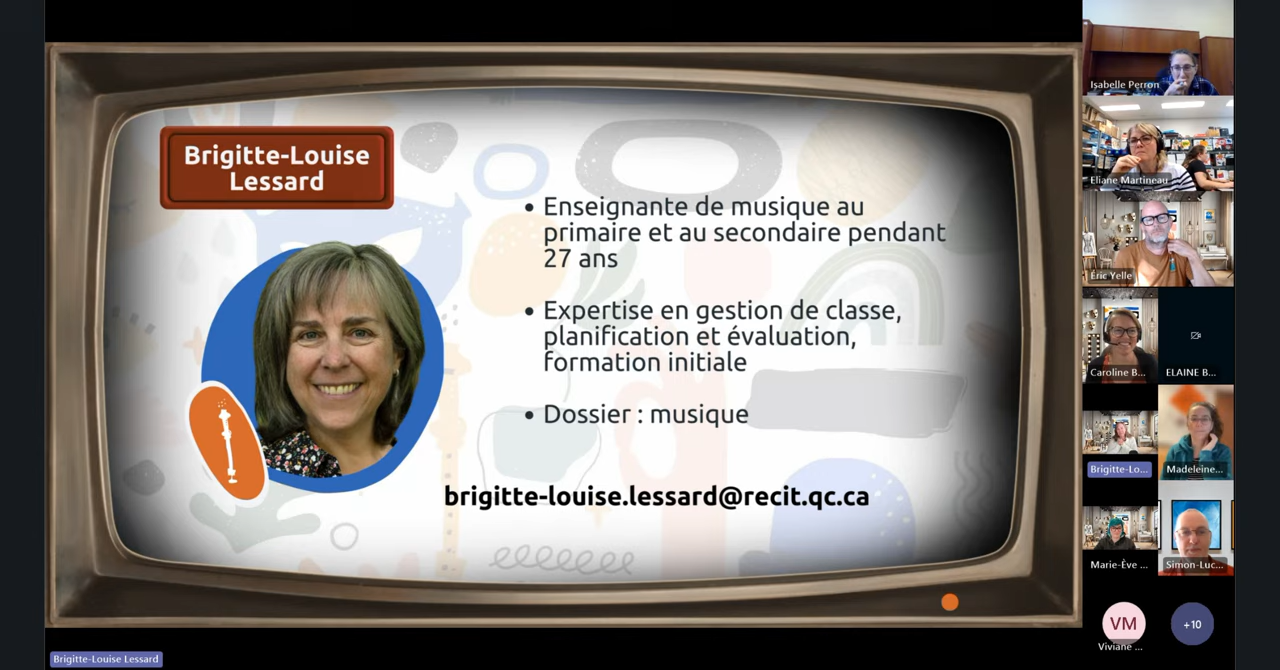 Brigitte-Louise
Lessard
• Enseignante de musique au
primaire et au secondaire pendant
27 ans
• Expertise en gestion de classe,
planification et évaluation,
formation initiale
• Dossier : musique
brigitte-louise.lessard@recit.qc.ca
Brigitte-Louise Lessard
Isabelle Perron
Eliane Martineau
Éric Yelle
Caroline B...
ELAINE B...
Brigitte-Lo...
Madeleine...
Marie-Ève ...
Simon-Luc...
VM
Viviane ...
+10